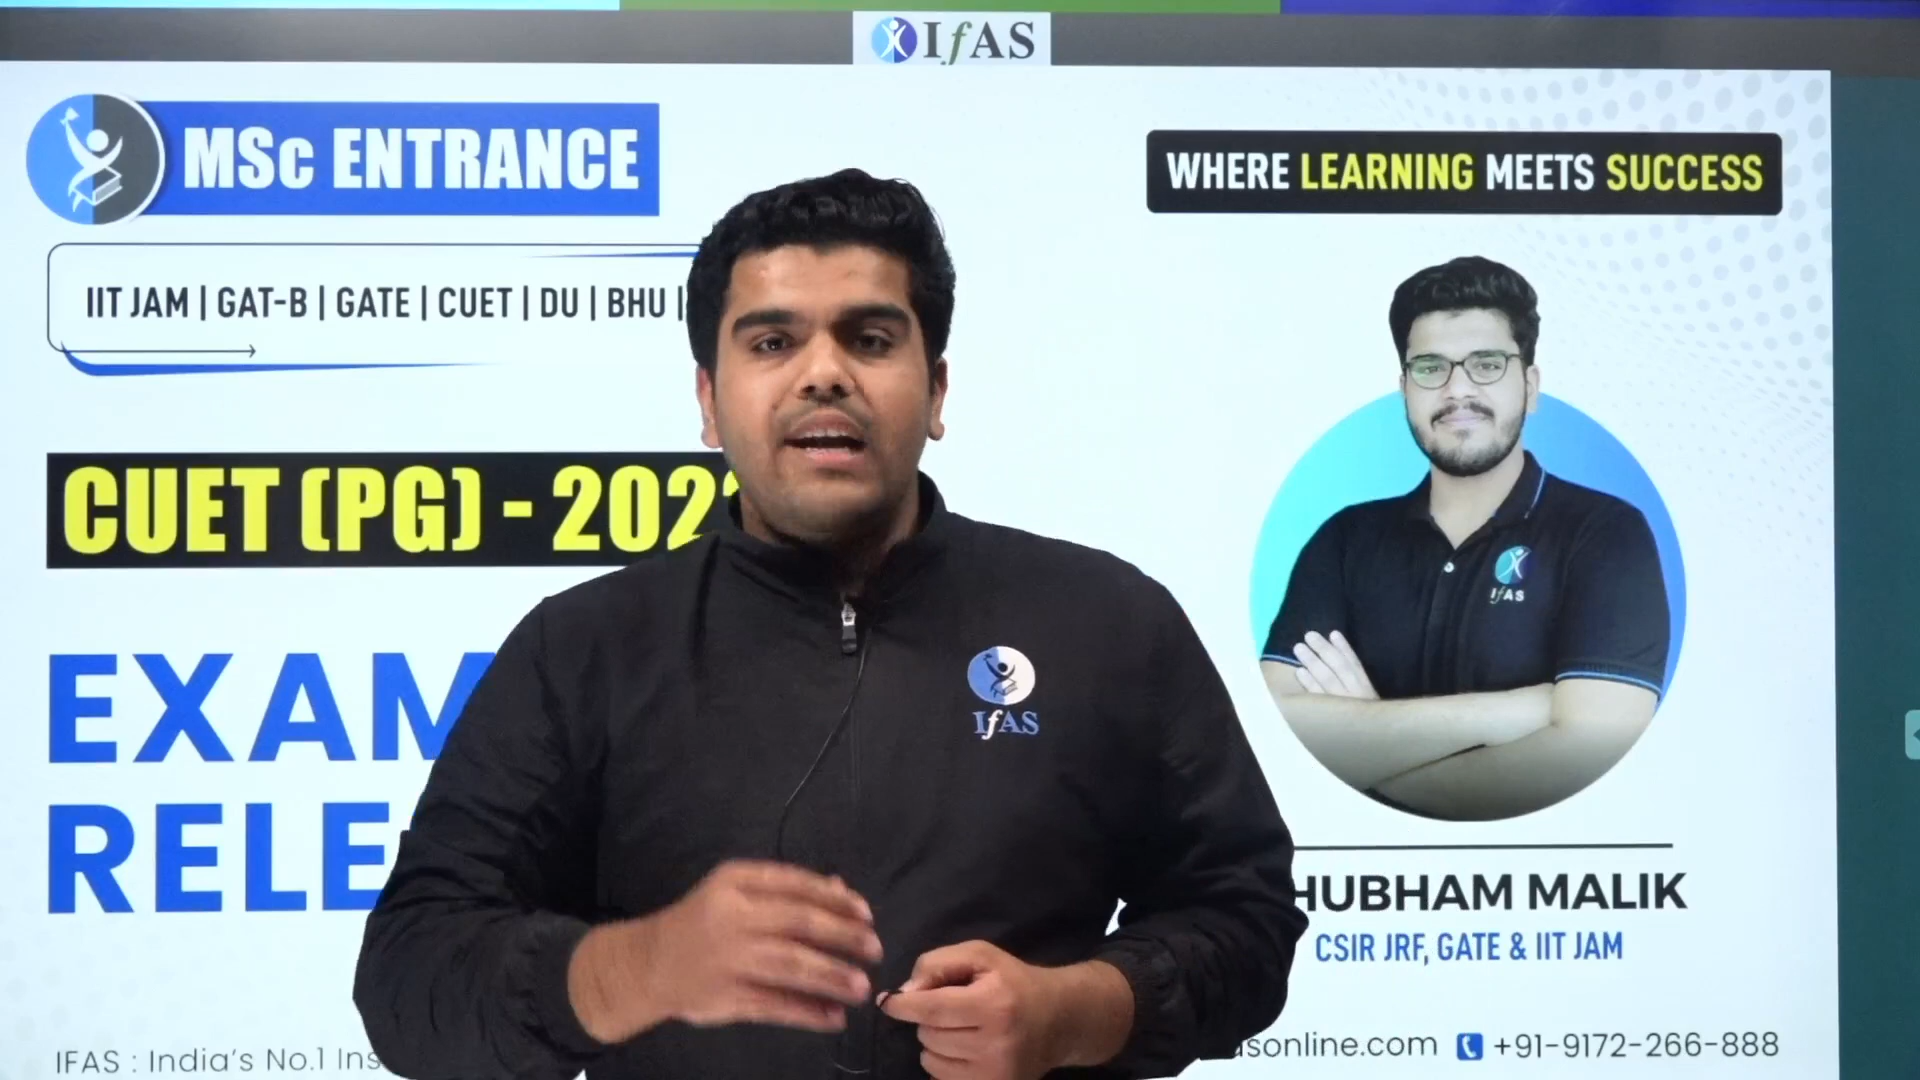 IfAS
MSc ENTRANCE
WHERE LEARNING MEETS SUCCESS
IIT JAM | GAT-B | GATE | CUET | DU | BHU |
CUET (PG) - 202
IfAS
EXAM
IfAS
RELE
HUBHAM MALIK
CSIR JRF, GATE & IIT JAM
IFAS : India's No.1 Ins
asonline.com +91-9172-266-888